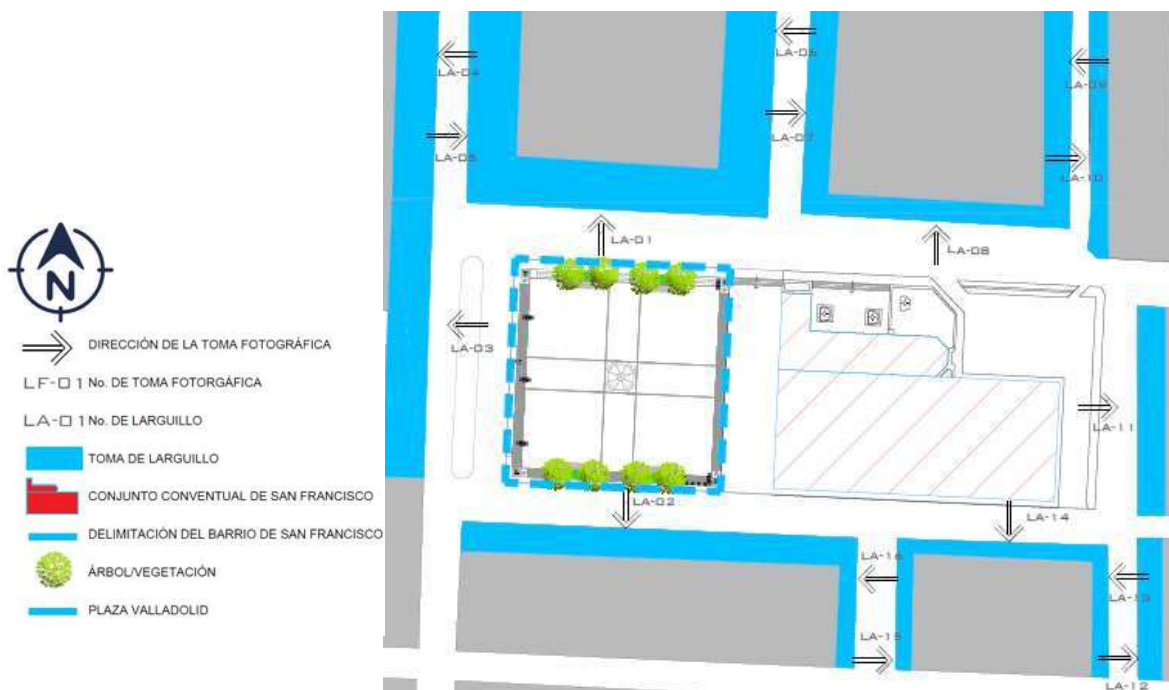 N
DIRECCIÓN DE LA TOMA FOTOGRÁFICA
LF-01 No. DE TOMA FOTORGÁFICA
LA-01 No. DE LARGUILLO
TOMA DE LARGUILLO
CONJUNTO CONVENTUAL DE SAN FRANCISCO
DELIMITACIÓN DEL BARRIO DE SAN FRANCISCO
ÁRBOL/VEGETACIÓN
PLAZA VALLADOLID
LA-04
LA-05
LA-06
LA-07
LA-09
LA-10
LA-01
LA-08
LA-03
LA-11
LA-02
LA-14
LA-16
LA-13
LA-15
LA-12